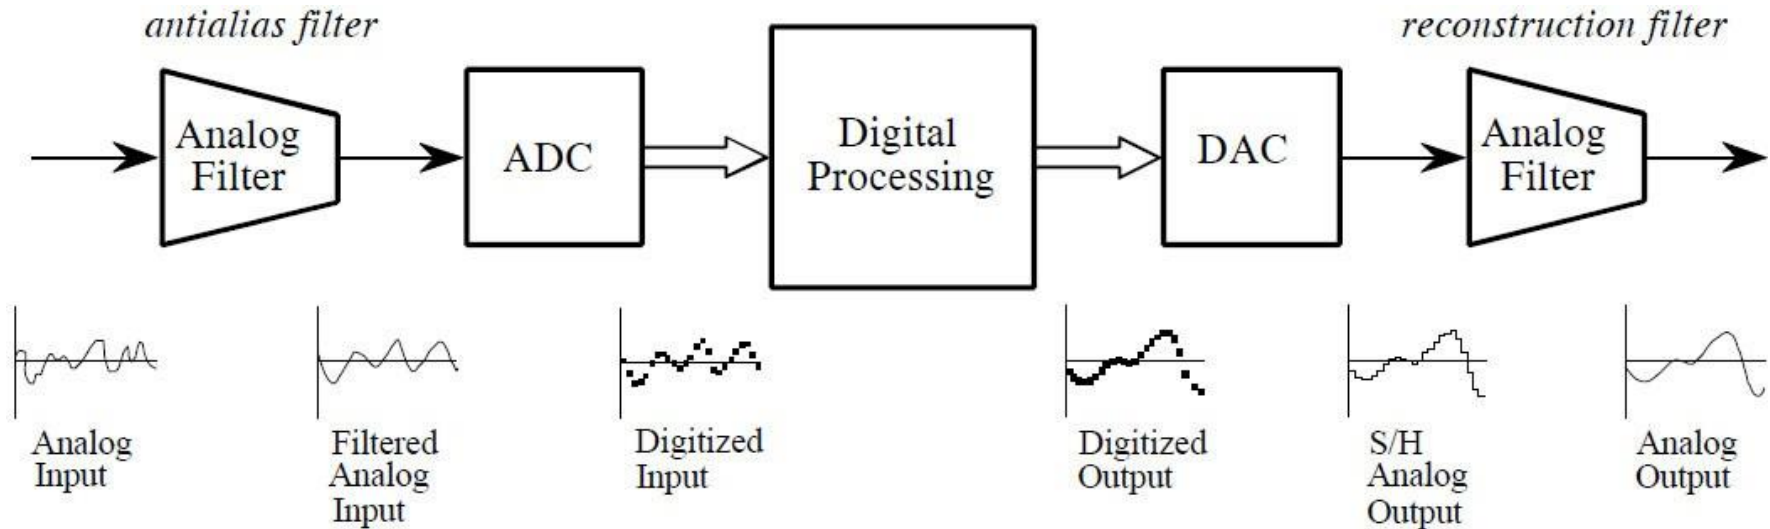 antialias filter
reconstruction filter
Analog
Filter
ADC
Digital
Processing
DAC
Analog
Filter
Analog
Input
Filtered
Analog
Input
Digitized
Input
Digitized
Output
S/H
Analog
Output
Analog
Output